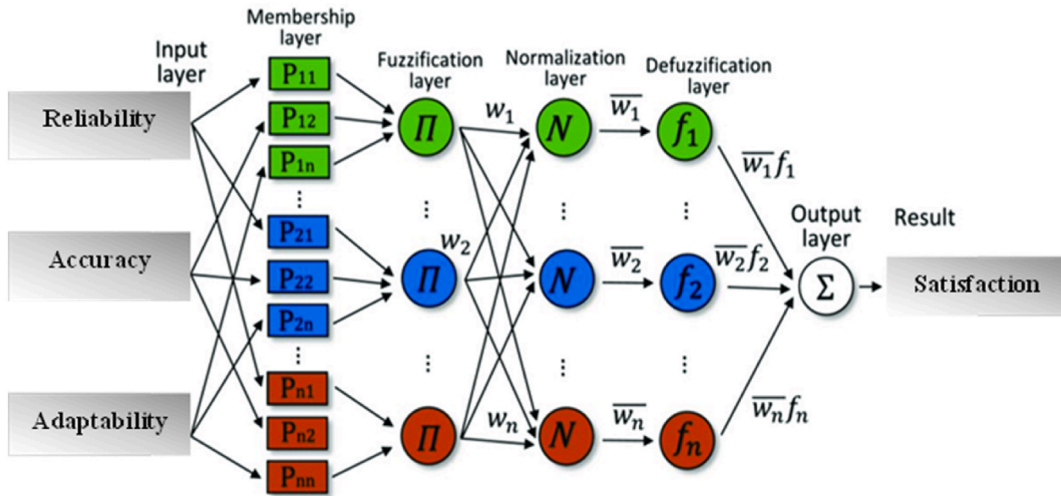 Input
layer
Membership
layer
Fuzzification
layer
Normalization
layer
Defuzzification
layer
Reliability
Accuracy
Adaptability
P₁₁
P₁₂
P₁ₙ
⋮
P₂₁
P₂₂
P₂ₙ
⋮
Pₙ₁
Pₙ₂
Pₙₙ
Π
⋮
Π
⋮
Π
w₁
w₂
wₙ
N
⋮
N
⋮
N
w̅₁
w̅₂
w̅ₙ
f₁
⋮
f₂
⋮
fₙ
w̅₁f₁
w̅₂f₂
w̅ₙfₙ
Output
layer
Σ
Result
Satisfaction